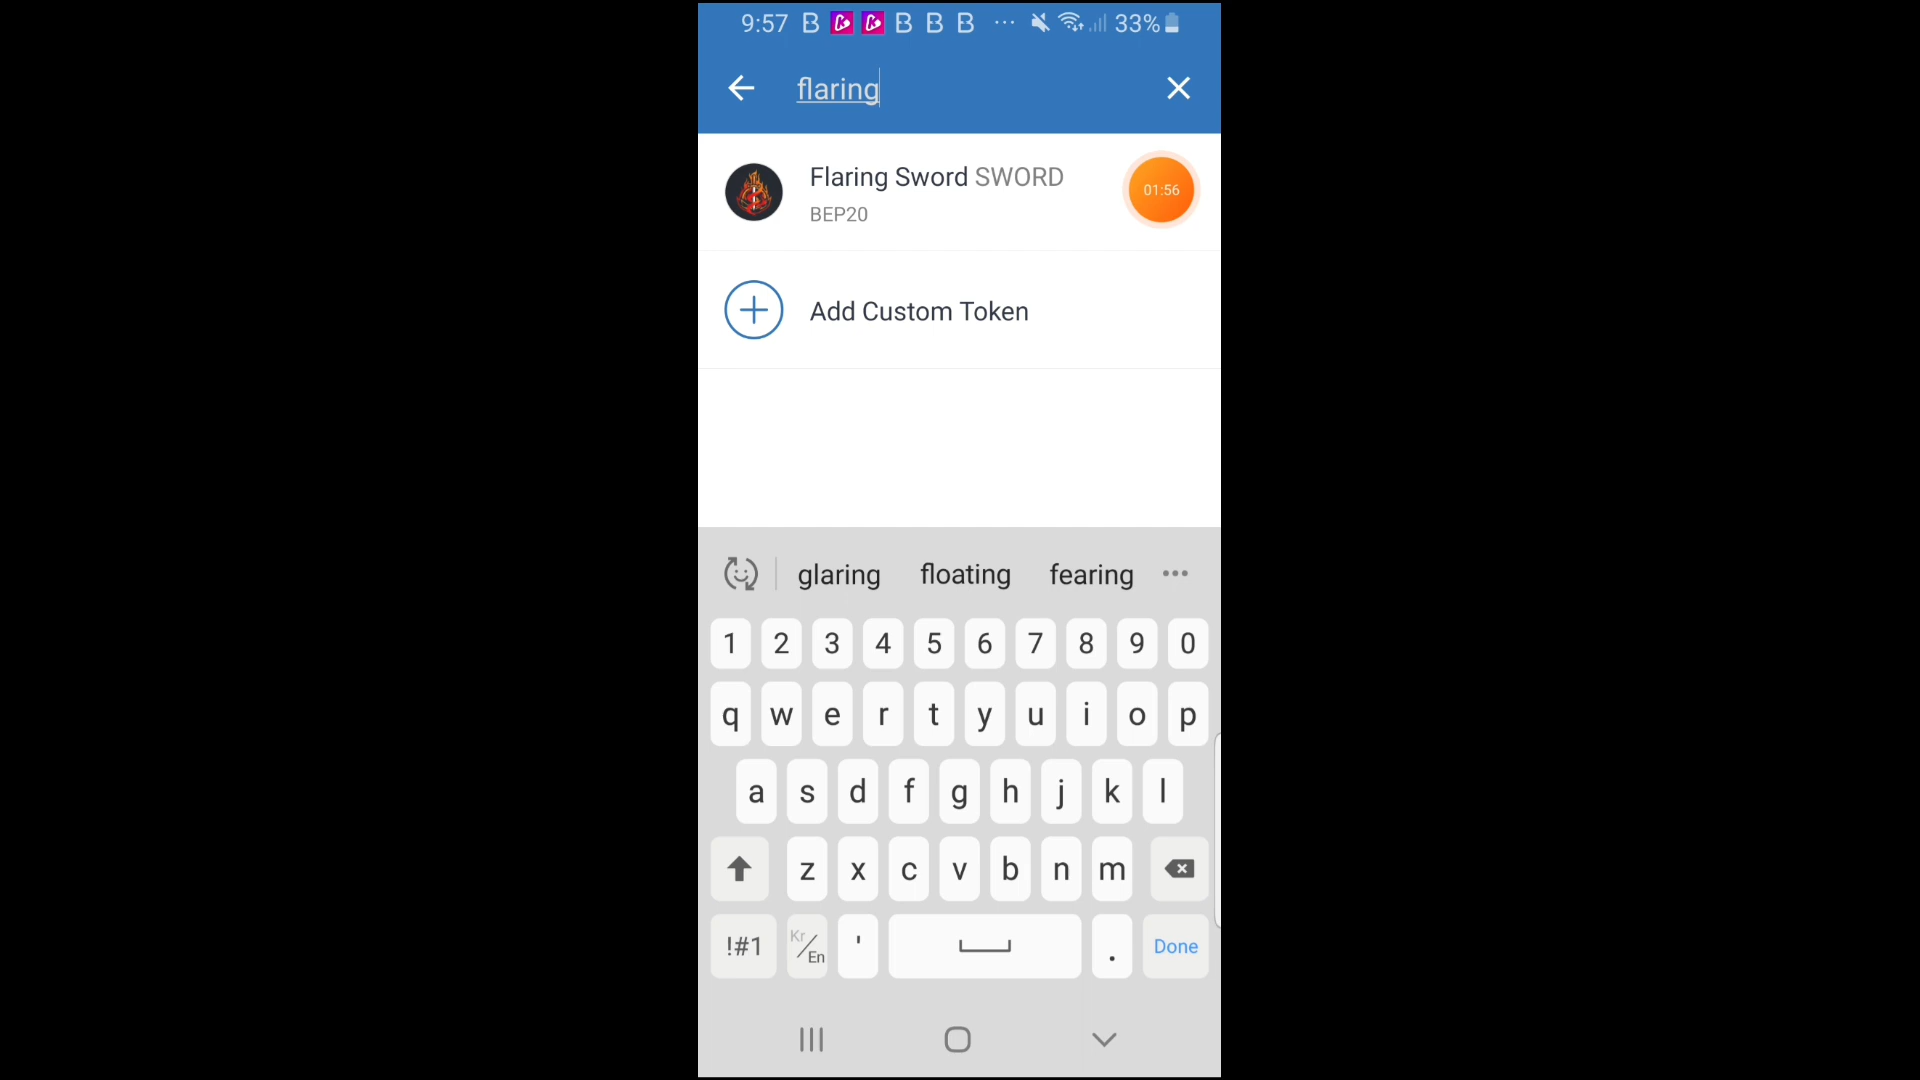 9:57 33%
flaring
Flaring Sword SWORD
BEP20
01:56
Add Custom Token
glaring floating fearing
1 2 3 4 5 6 7 8 9 0
q w e r t y u i o p
a s d f g h j k l
z x c v b n m
!#1 Kr/En ' . Done